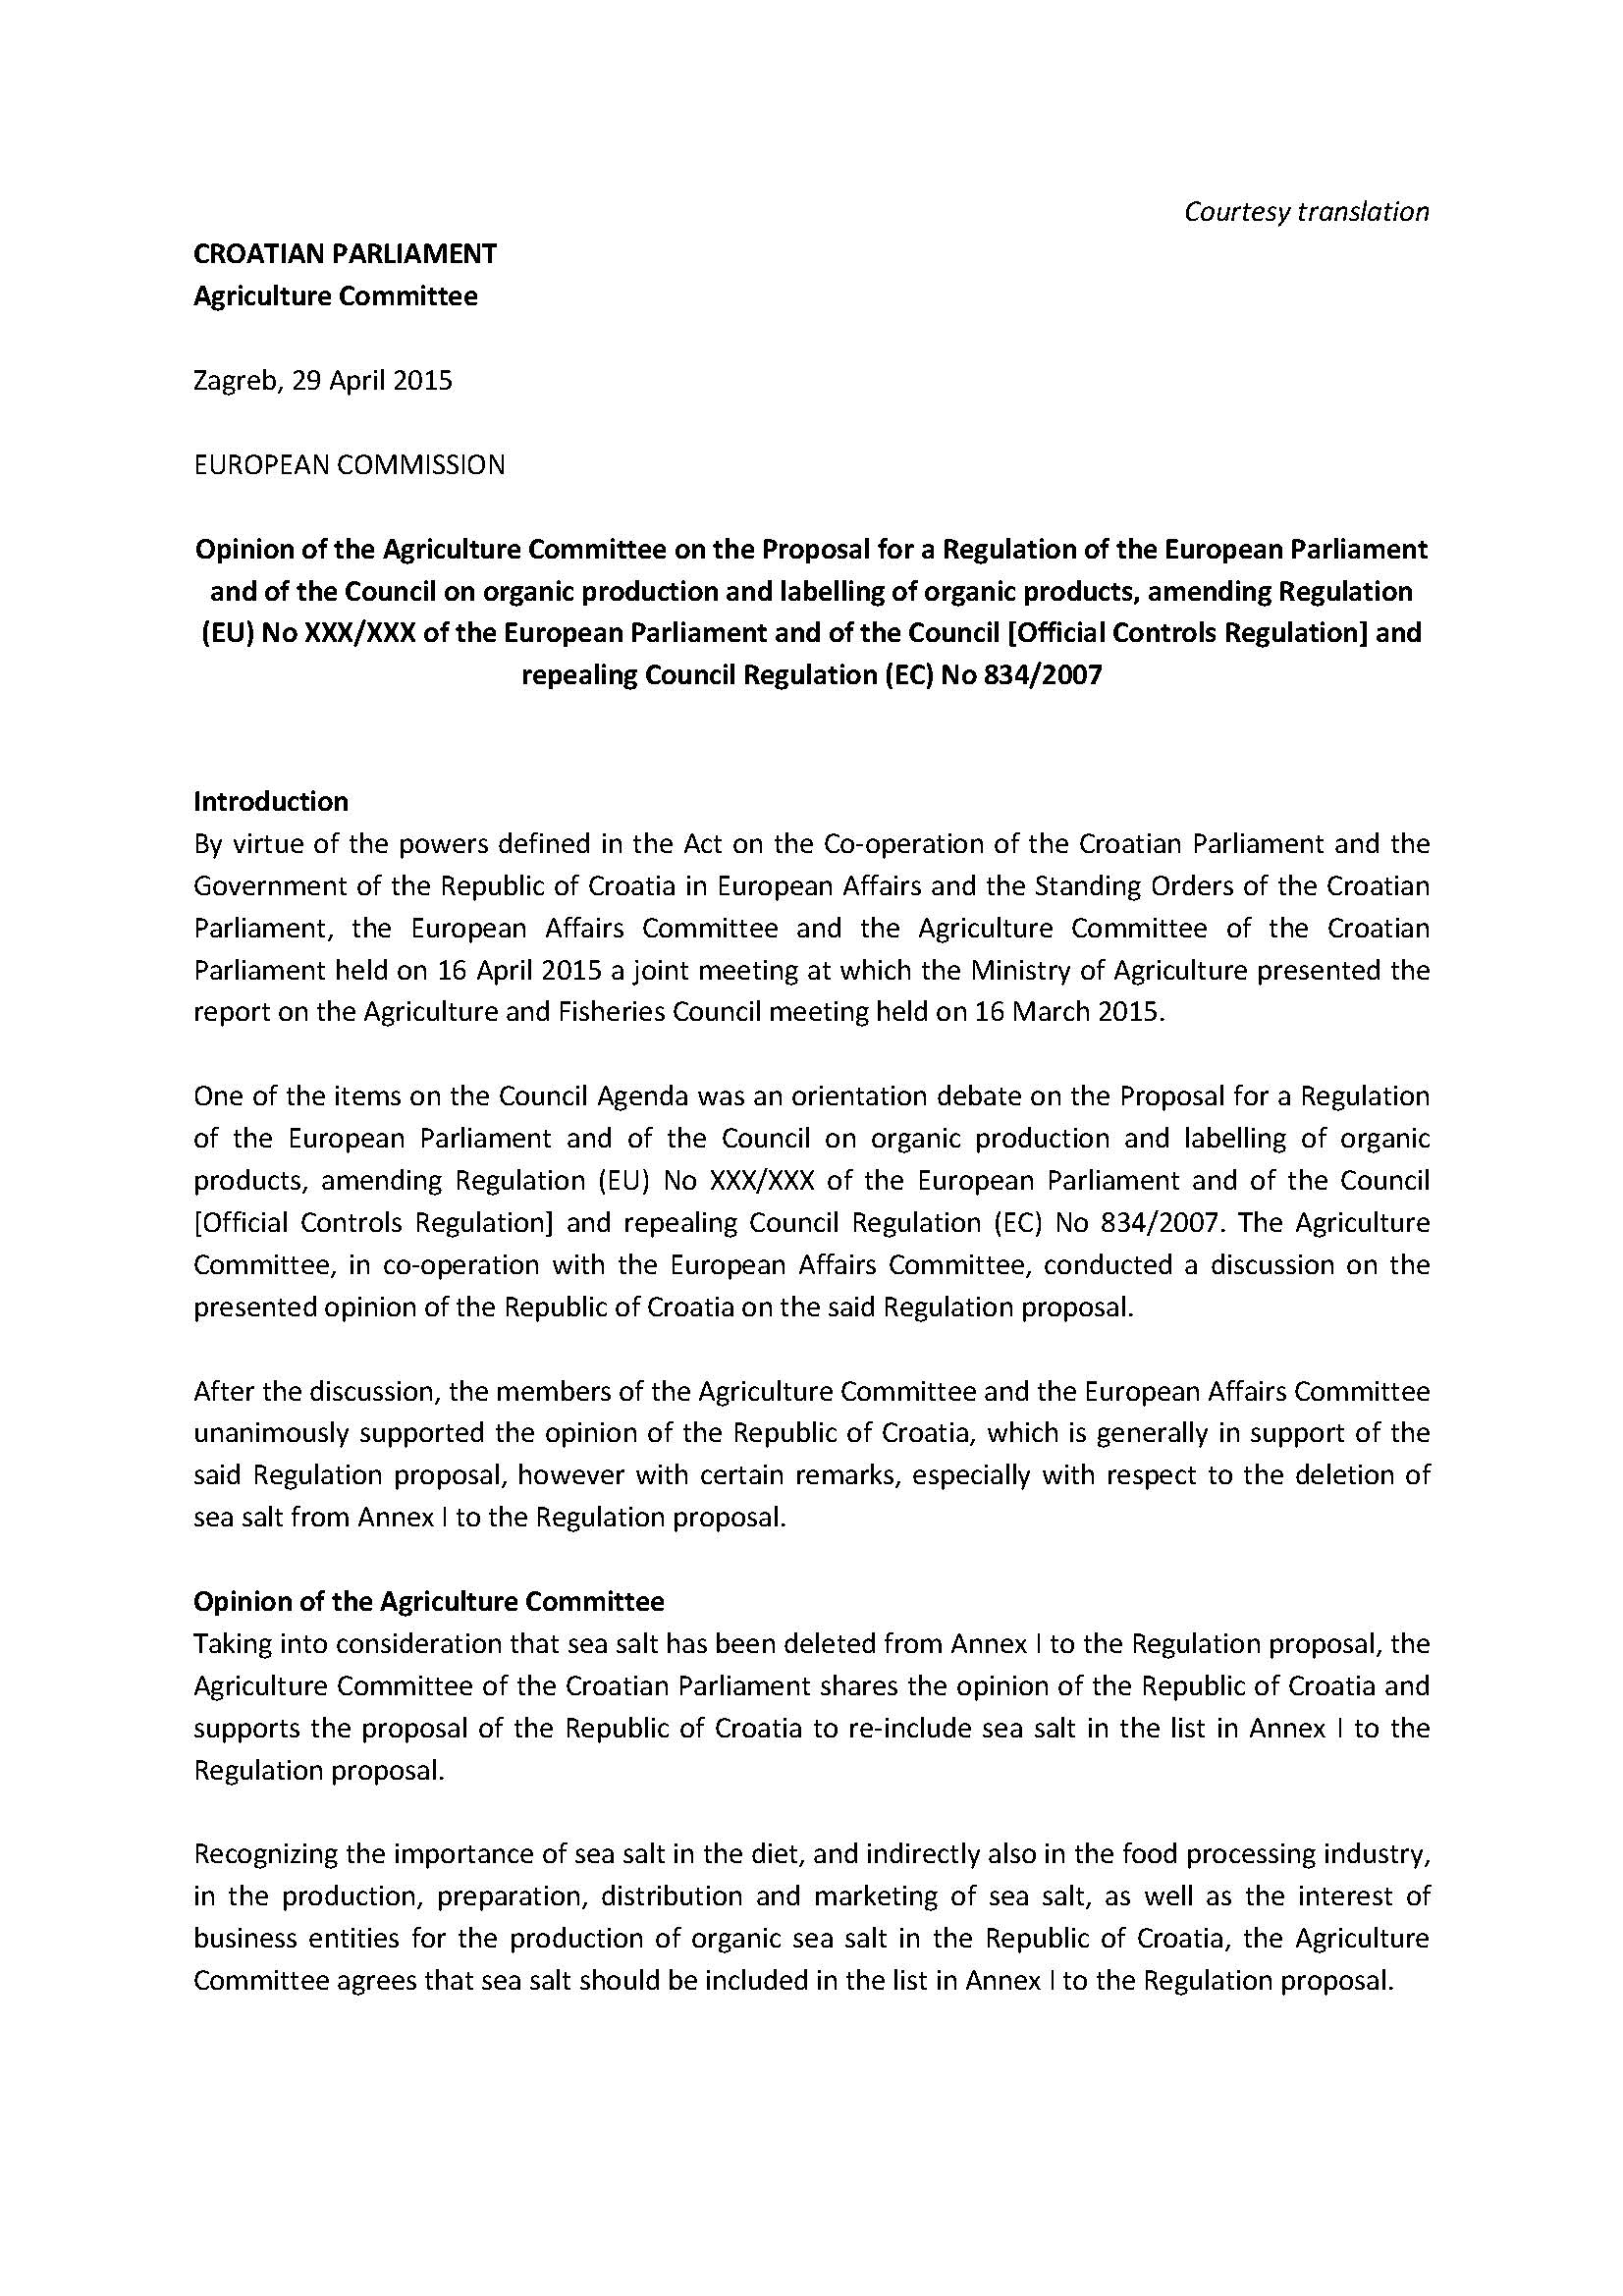 Courtesy translation
CROATIAN PARLIAMENT
Agriculture Committee
Zagreb, 29 April 2015
EUROPEAN COMMISSION
Opinion of the Agriculture Committee on the Proposal for a Regulation of the European Parliament
and of the Council on organic production and labelling of organic products, amending Regulation
(EU) No XXX/XXX of the European Parliament and of the Council [Official Controls Regulation] and
repealing Council Regulation (EC) No 834/2007
Introduction
By virtue of the powers defined in the Act on the Co-operation of the Croatian Parliament and the
Government of the Republic of Croatia in European Affairs and the Standing Orders of the Croatian
Parliament, the European Affairs Committee and the Agriculture Committee of the Croatian
Parliament held on 16 April 2015 a joint meeting at which the Ministry of Agriculture presented the
report on the Agriculture and Fisheries Council meeting held on 16 March 2015.
One of the items on the Council Agenda was an orientation debate on the Proposal for a Regulation
of the European Parliament and of the Council on organic production and labelling of organic
products, amending Regulation (EU) No XXX/XXX of the European Parliament and of the Council
[Official Controls Regulation] and repealing Council Regulation (EC) No 834/2007. The Agriculture
Committee, in co-operation with the European Affairs Committee, conducted a discussion on the
presented opinion of the Republic of Croatia on the said Regulation proposal.
After the discussion, the members of the Agriculture Committee and the European Affairs Committee
unanimously supported the opinion of the Republic of Croatia, which is generally in support of the
said Regulation proposal, however with certain remarks, especially with respect to the deletion of
sea salt from Annex I to the Regulation proposal.
Opinion of the Agriculture Committee
Taking into consideration that sea salt has been deleted from Annex I to the Regulation proposal, the
Agriculture Committee of the Croatian Parliament shares the opinion of the Republic of Croatia and
supports the proposal of the Republic of Croatia to re-include sea salt in the list in Annex I to the
Regulation proposal.
Recognizing the importance of sea salt in the diet, and indirectly also in the food processing industry,
in the production, preparation, distribution and marketing of sea salt, as well as the interest of
business entities for the production of organic sea salt in the Republic of Croatia, the Agriculture
Committee agrees that sea salt should be included in the list in Annex I to the Regulation proposal.